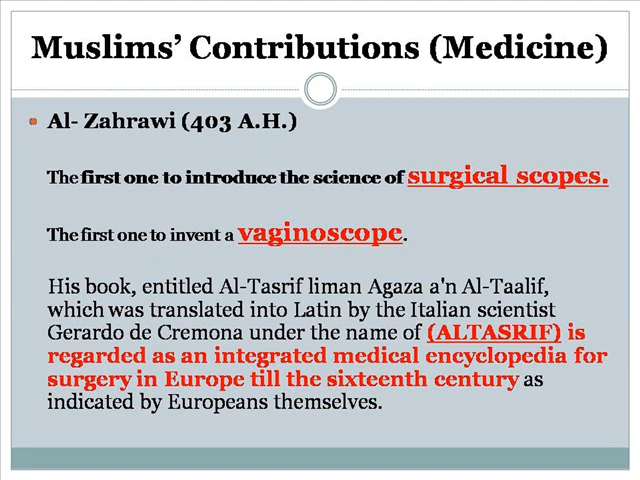 Muslims’ Contributions (Medicine)
Al- Zahrawi (403 A.H.)
The first one to introduce the science of surgical scopes.
The first one to invent a vaginoscope.
His book, entitled Al-Tasrif liman Agaza a'n Al-Taalif,
which was translated into Latin by the Italian scientist
Gerardo de Cremona under the name of (ALTASRIF) is
regarded as an integrated medical encyclopedia for
surgery in Europe till the sixteenth century as
indicated by Europeans themselves.